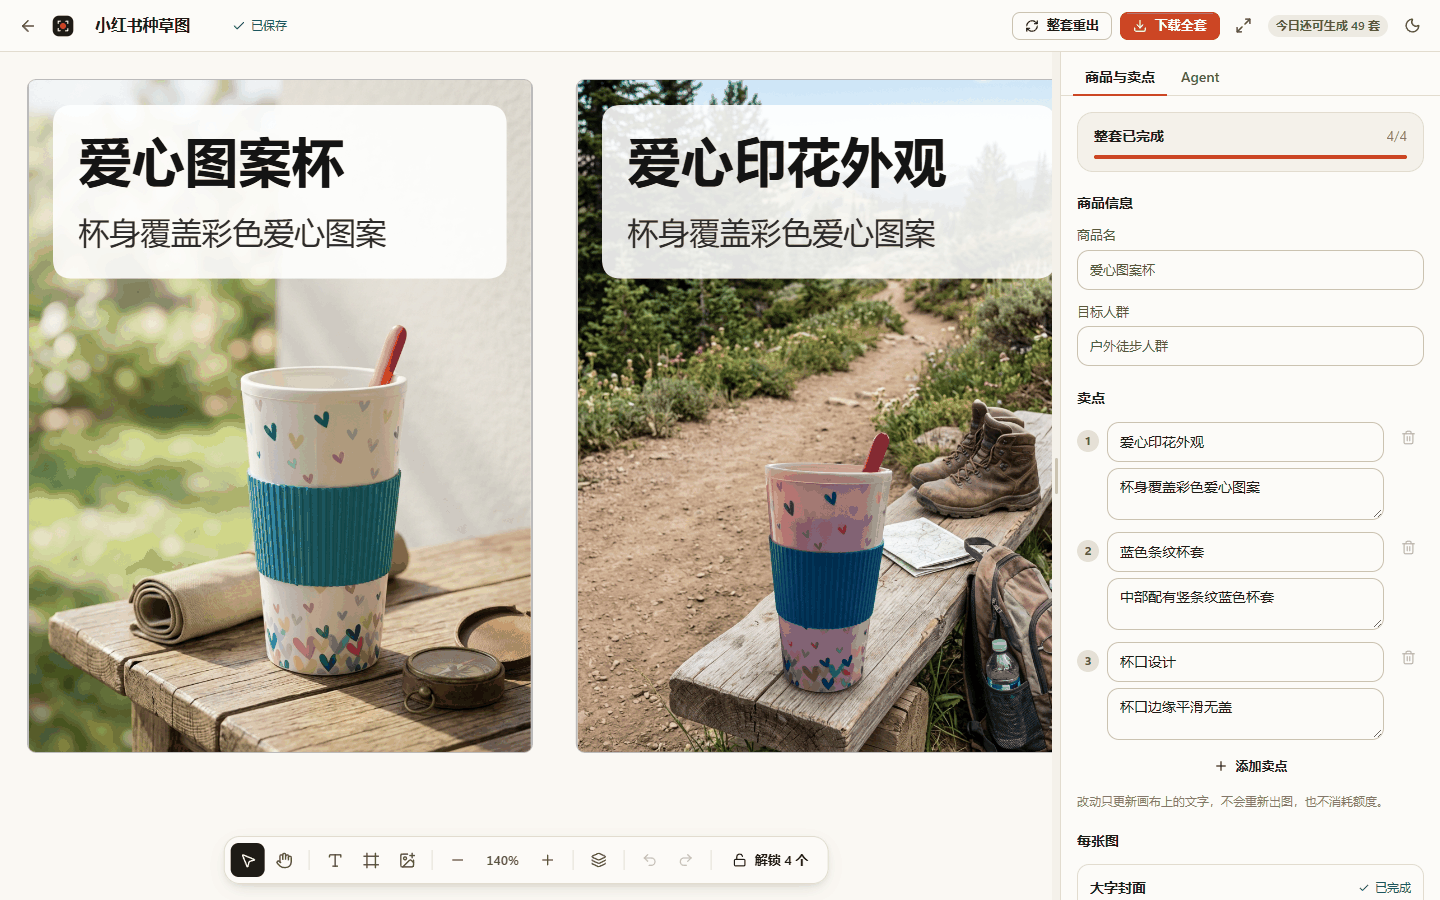 小红书种草图
已保存
整套重出
下载全套
今日还可生成 49 套
爱心图案杯
杯身覆盖彩色爱心图案
爱心印花外观
杯身覆盖彩色爱心图案
商品与卖点
Agent
整套已完成
4/4
商品信息
商品名
爱心图案杯
目标人群
户外徒步人群
卖点
1
爱心印花外观
杯身覆盖彩色爱心图案
2
蓝色条纹杯套
中部配有竖条纹蓝色杯套
3
杯口设计
杯口边缘平滑无盖
添加卖点
改动只更新画布上的文字，不会重新出图，也不消耗额度。
每张图
大字封面
已完成
140%
解锁 4 个